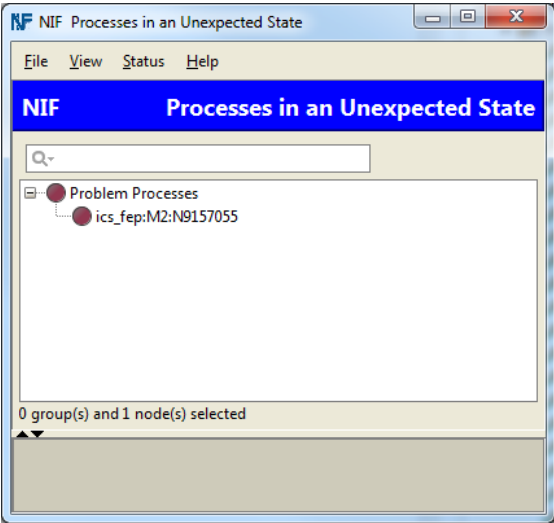 NIF Processes in an Unexpected State
File View Status Help
NIF Processes in an Unexpected State
Problem Processes
ics_fep:M2:N9157055
0 group(s) and 1 node(s) selected